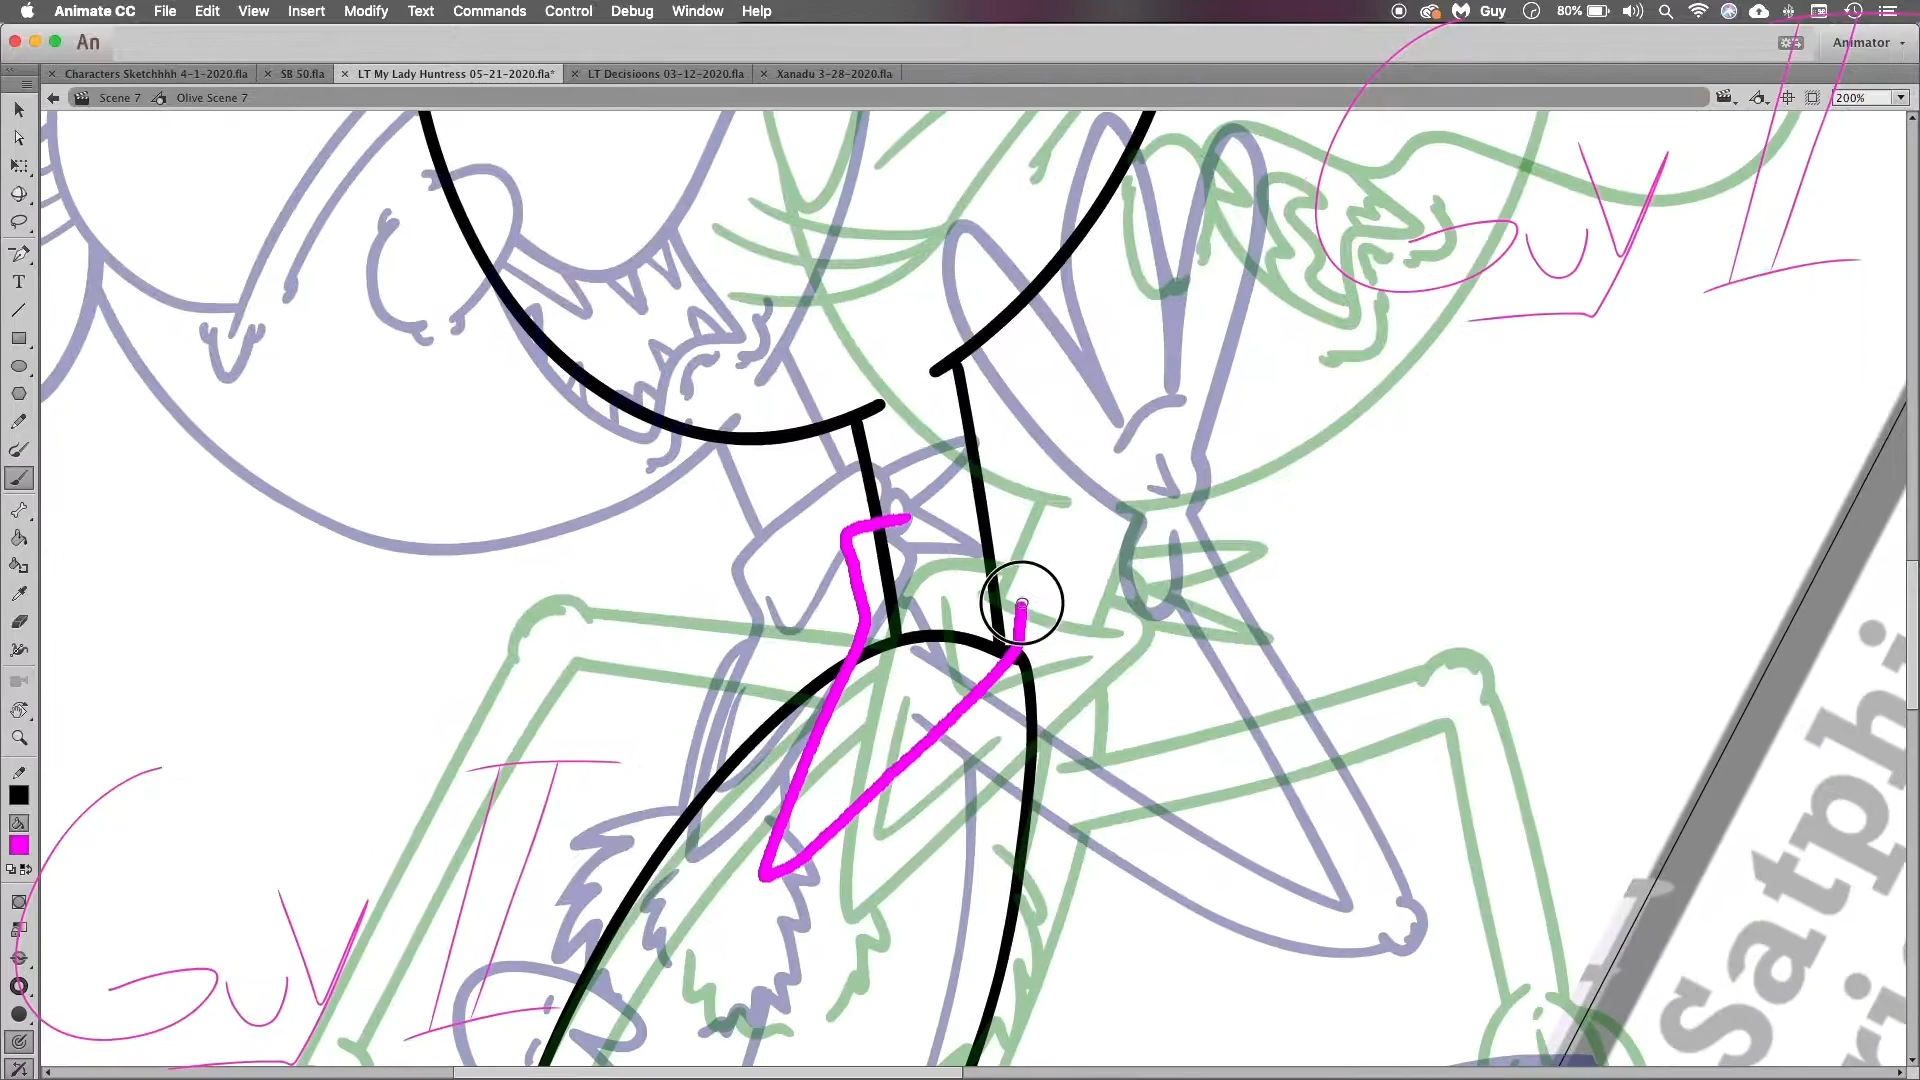 Animate CC File Edit View Insert Modify Text Commands Control Debug Window Help Guy 80%
An Animator
Characters Sketchhhh 4-1-2020.fla SB 50.fla LT My Lady Huntress 05-21-2020.fla* LT Decisioons 03-12-2020.fla Xanadu 3-28-2020.fla
Scene 7 Olive Scene 7 200%
T
Guy II
Guy II
Satphi